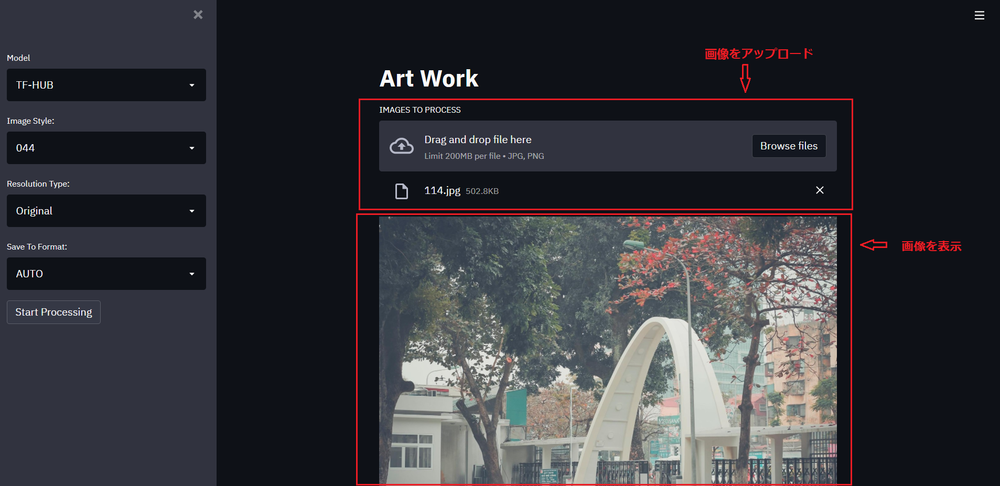 Model
TF-HUB
Image Style:
044
Resolution Type:
Original
Save To Format:
AUTO
Start Processing
画像をアップロード
Art Work
IMAGES TO PROCESS
Drag and drop file here
Limit 200MB per file • JPG, PNG
Browse files
114.jpg 502.8KB
画像を表示
MEDISANA